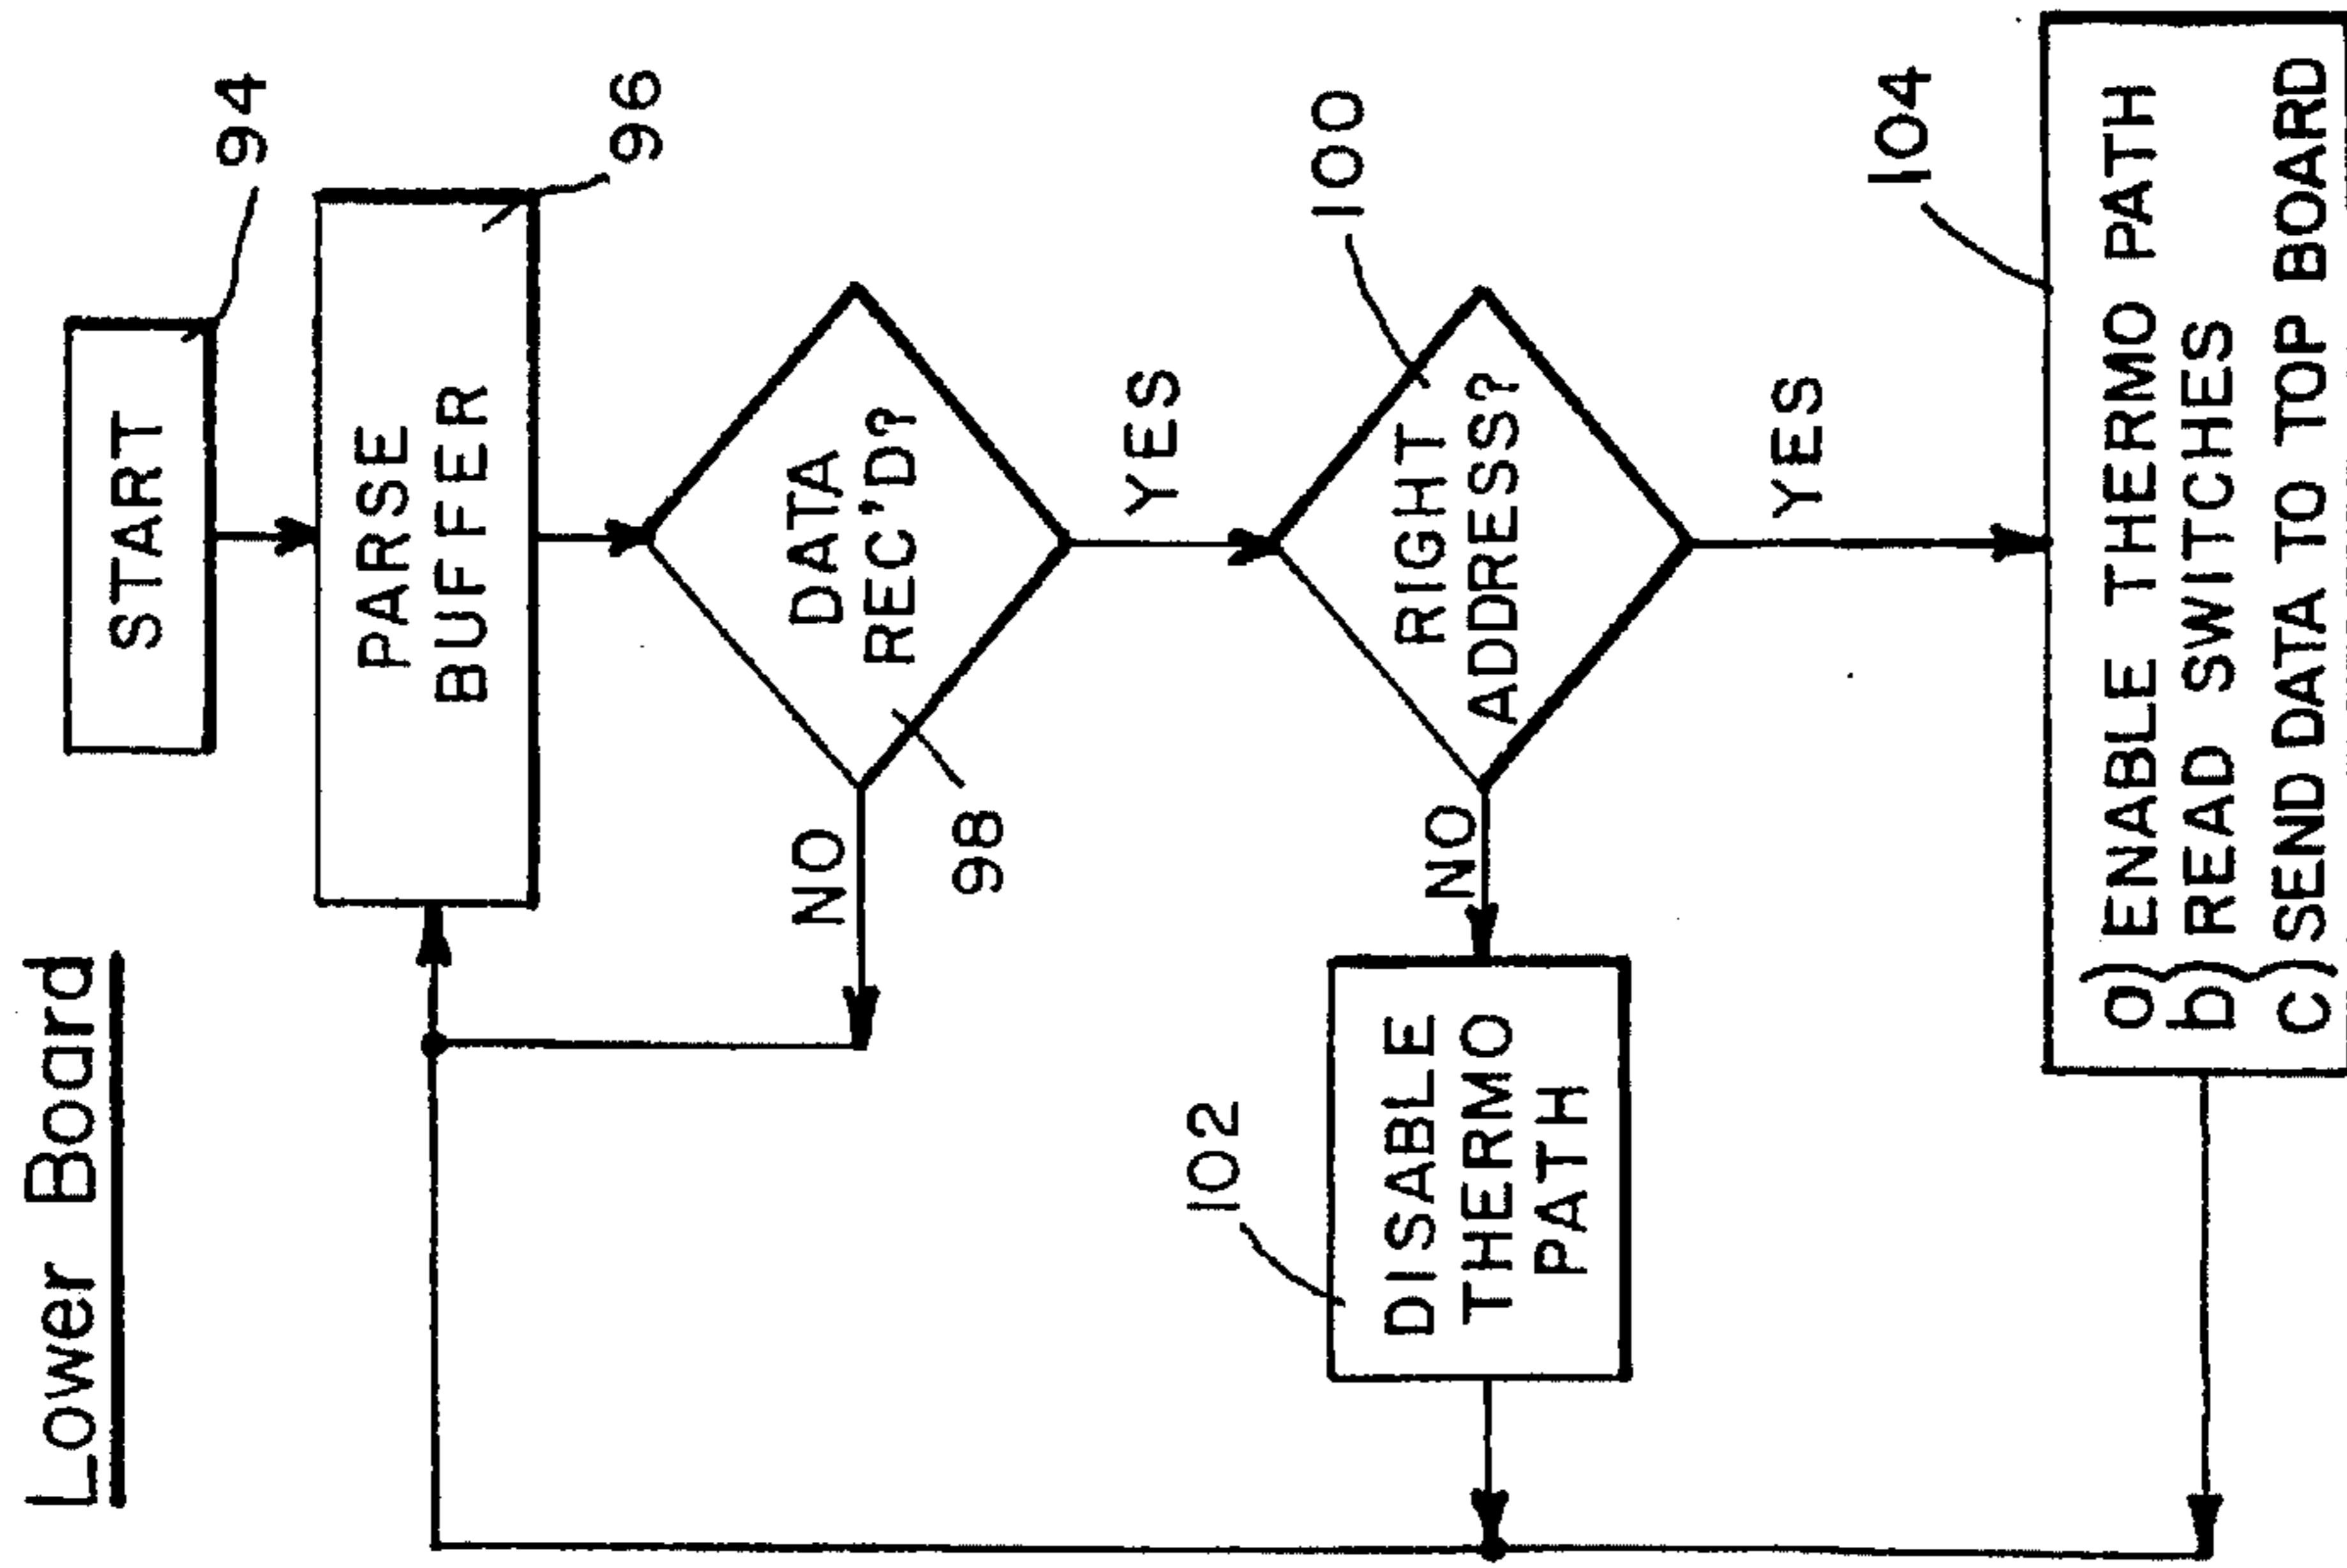 Lower Board
START
94
PARSE
BUFFER
96
DATA
REC'D?
98
NO
YES
RIGHT
ADDRESS?
100
NO
YES
DISABLE
THERMO
PATH
102
a) ENABLE THERMO PATH
b) READ SWITCHES
c) SEND DATA TO TOP BOARD
104